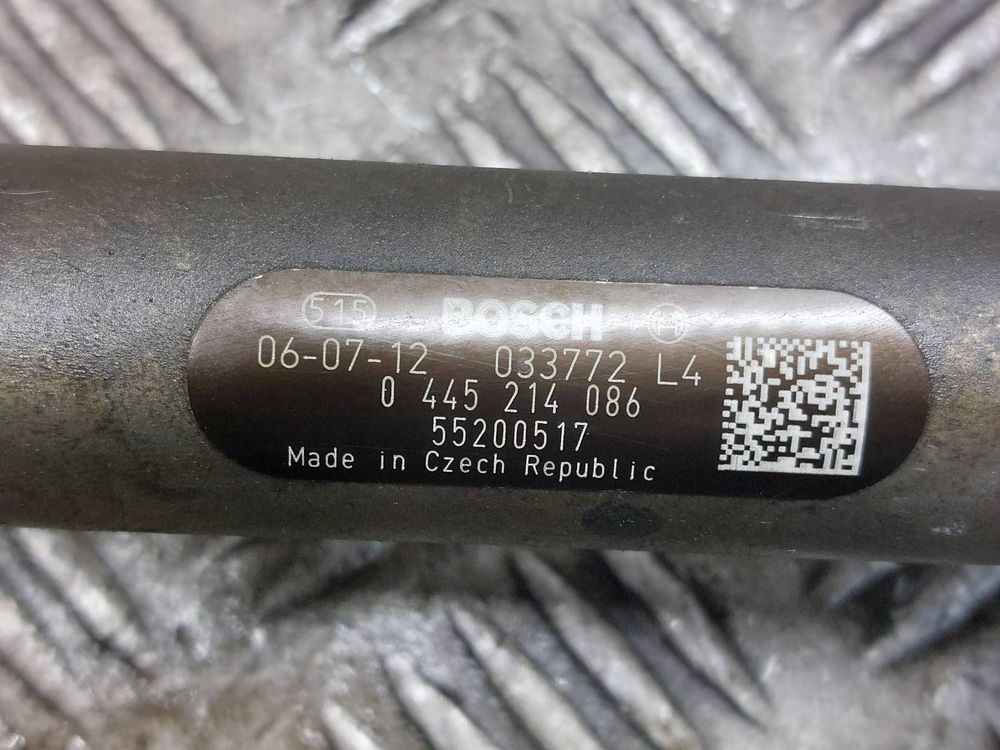 515 BOSCH
06-07-12 033772 L4
0 445 214 086
55200517
Made in Czech Republic